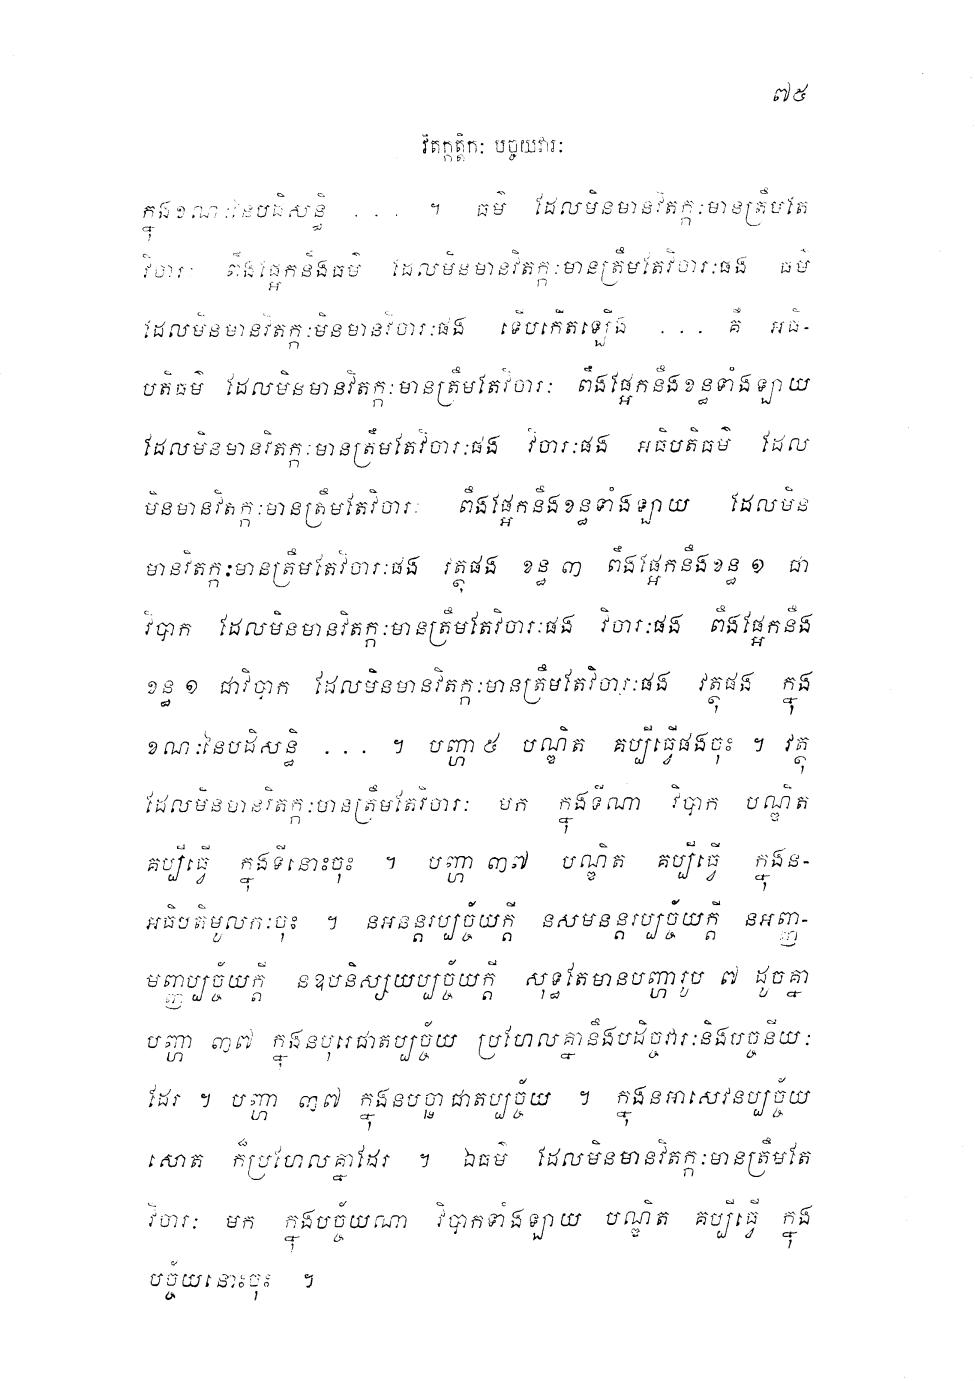 ៧៥
វិតក្កត្តិកៈ បច្ចយវារៈ
ក្នុងខណៈនៃបដិសន្ធិ . . . ។ ធម៌ ដែលមិនមានវិតក្កៈមានត្រឹមតែ
វិចារៈ ពឹងផ្អែកនឹងធម៌ ដែលមិនមានវិតក្កៈមានត្រឹមតែវិចារៈផង ធម៌
ដែលមិនមានវិតក្កៈមិនមានវិចារៈផង ទើបកើតឡើង . . . គឺ អធិ-
បតិធម៌ ដែលមិនមានវិតក្កៈមានត្រឹមតែវិចារៈ ពឹងផ្អែកនឹងខន្ធទាំងឡាយ
ដែលមិនមានវិតក្កៈមានត្រឹមតែវិចារៈផង វិចារៈផង អធិបតិធម៌ ដែល
មិនមានវិតក្កៈមានត្រឹមតែវិចារៈ ពឹងផ្អែកនឹងខន្ធទាំងឡាយ ដែលមិន
មានវិតក្កៈមានត្រឹមតែវិចារៈផង វត្ថុផង ខន្ធ ៣ ពឹងផ្អែកនឹងខន្ធ ១ ជា
វិបាក ដែលមិនមានវិតក្កៈមានត្រឹមតែវិចារៈផង វិចារៈផង ពឹងផ្អែកនឹង
ខន្ធ ១ ជាវិបាក ដែលមិនមានវិតក្កៈមានត្រឹមតែវិចារៈផង វត្ថុផង ក្នុង
ខណៈនៃបដិសន្ធិ . . . ។ បញ្ហា ៥ បណ្ឌិត គប្បីធ្វើផងចុះ ។ វត្ថុ
ដែលមិនមានវិតក្កៈមានត្រឹមតែវិចារៈ មក ក្នុងទីណា វិបាក បណ្ឌិត
គប្បីធ្វើ ក្នុងទីនោះចុះ ។ បញ្ហា ៣៧ បណ្ឌិត គប្បីធ្វើ ក្នុងន-
អធិបតិមូលកៈចុះ ។ នអនន្តរប្បច្ច័យក្តី នសមនន្តរប្បច្ច័យក្តី នអញ្ញា-
មញ្ញប្បច្ច័យក្តី នឧបនិស្សយប្បច្ច័យក្តី សុទ្ធតែមានបញ្ហារូប ៧ ដូចគ្នា
បញ្ហា ៣៧ ក្នុងនបុរេជាតប្បច្ច័យ ប្រហែលគ្នានឹងបដិច្ចវារៈនិងបច្ចនីយៈ
ដែរ ។ បញ្ហា ៣៧ ក្នុងនបច្ឆាជាតប្បច្ច័យ ។ ក្នុងនអាសេវនប្បច្ច័យ
សោត ក៏ប្រហែលគ្នាដែរ ។ ឯធម៌ ដែលមិនមានវិតក្កៈមានត្រឹមតែ
វិចារៈ មក ក្នុងបច្ច័យណា វិបាកទាំងឡាយ បណ្ឌិត គប្បីធ្វើ ក្នុង
បច្ច័យនោះចុះ ។